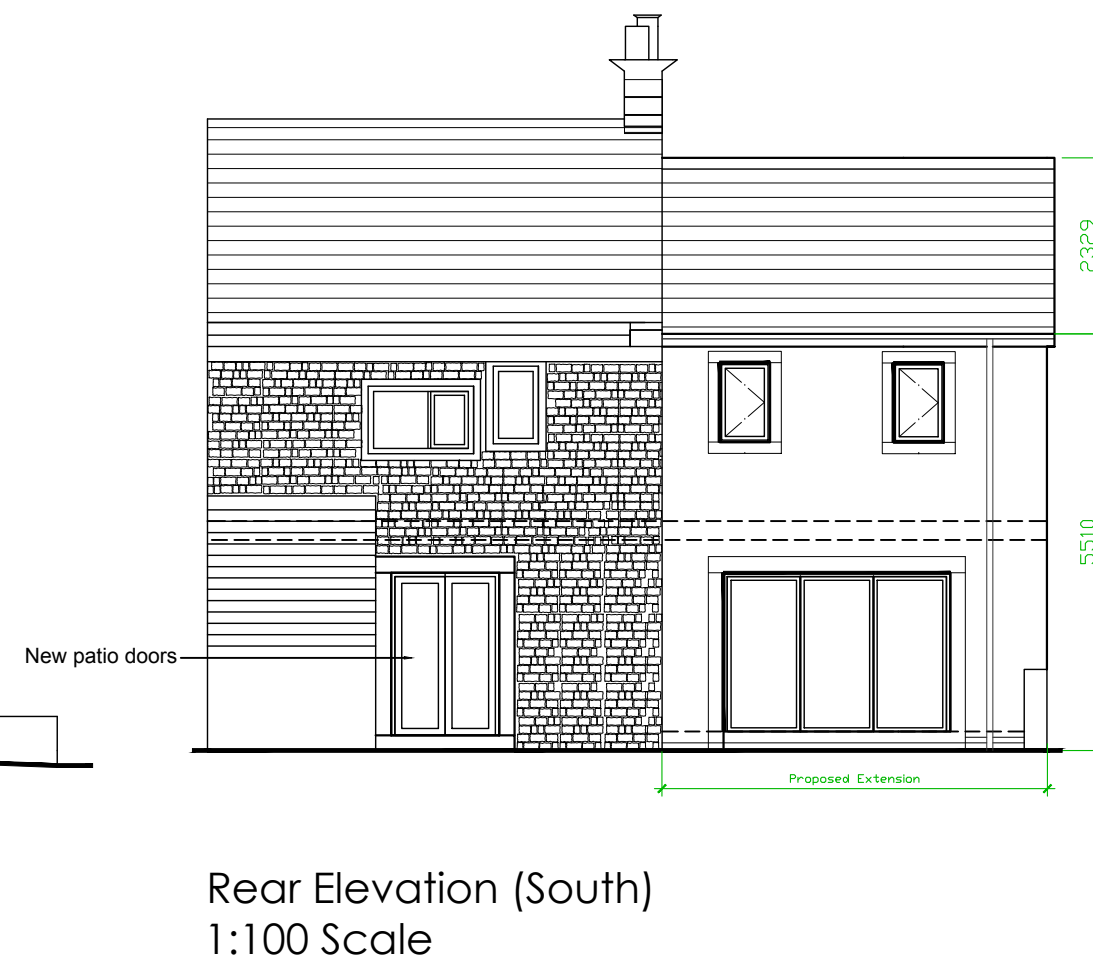 2329
5510
New patio doors
Proposed Extension
Rear Elevation (South)
1:100 Scale